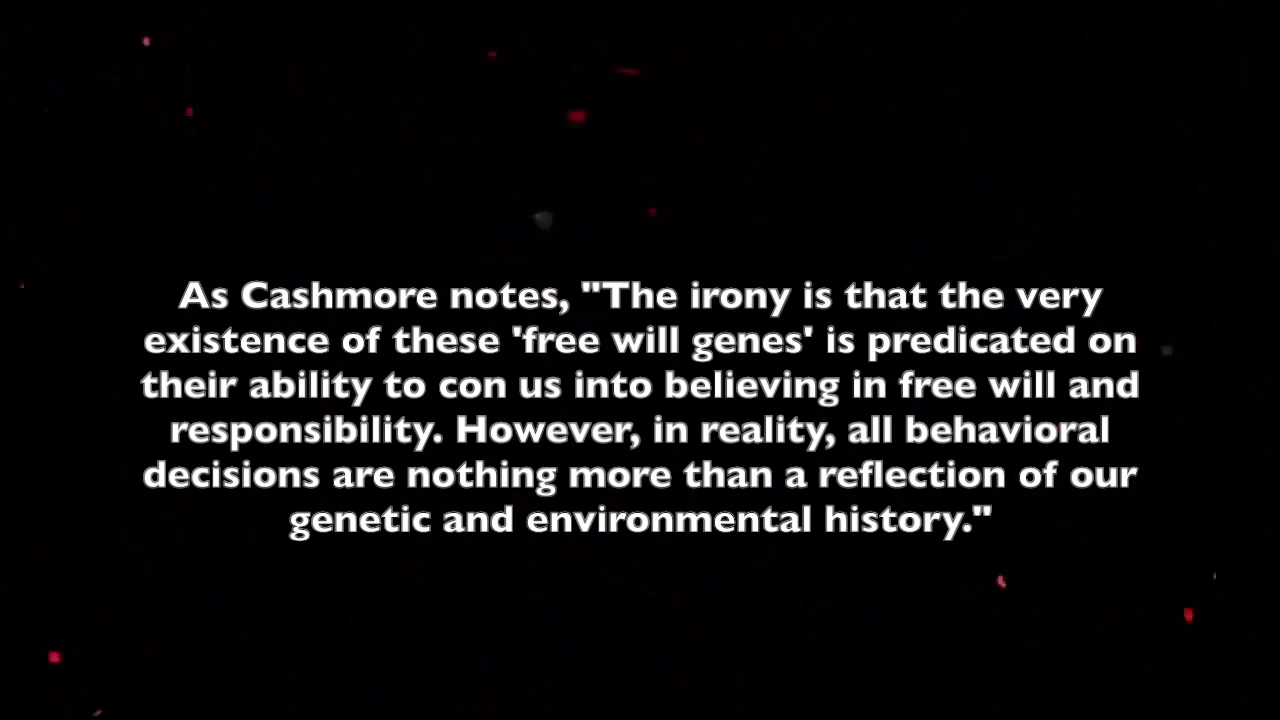 As Cashmore notes, "The irony is that the very
existence of these 'free will genes' is predicated on
their ability to con us into believing in free will and
responsibility. However, in reality, all behavioral
decisions are nothing more than a reflection of our
genetic and environmental history."